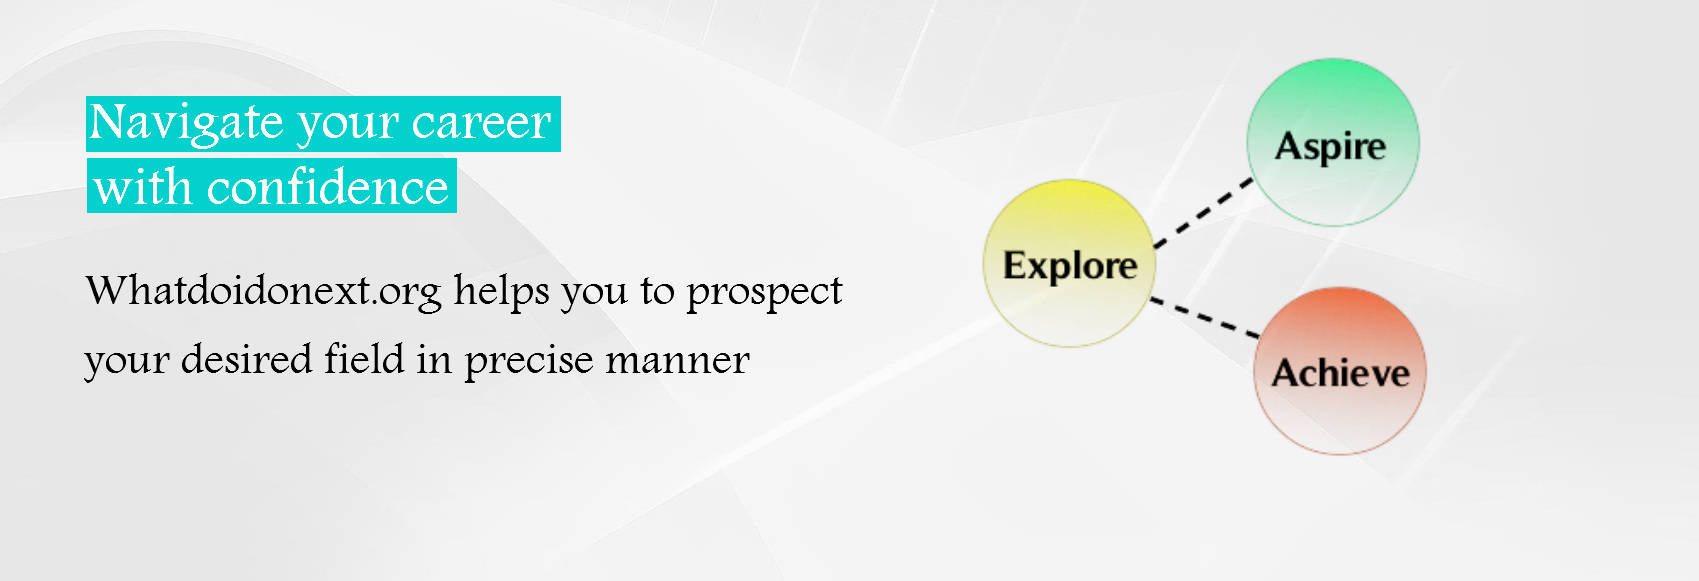 Navigate your career
with confidence
Whatdoidonext.org helps you to prospect
your desired field in precise manner
Aspire
Explore
Achieve